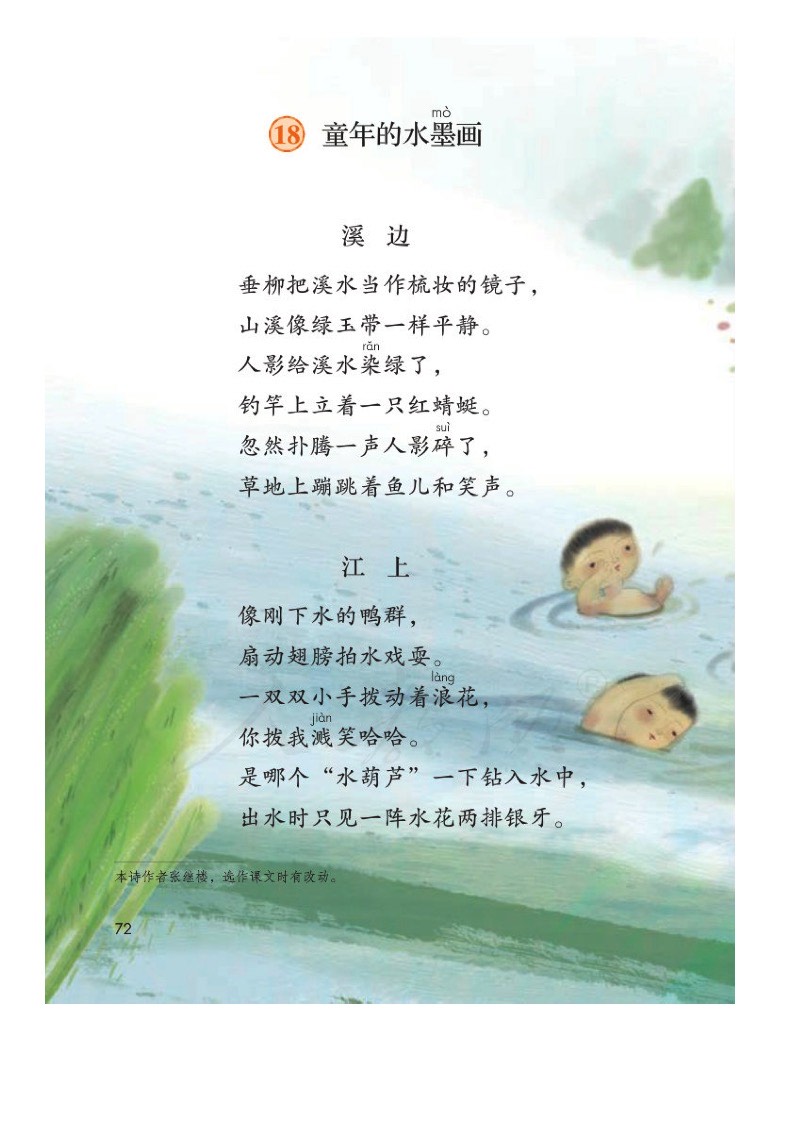 mò
18 童年的水墨画
溪 边
垂柳把溪水当作梳妆的镜子，
山溪像绿玉带一样平静。
rǎn
人影给溪水染绿了，
钓竿上立着一只红蜻蜓。
suì
忽然扑腾一声人影碎了，
草地上蹦跳着鱼儿和笑声。
江 上
像刚下水的鸭群，
扇动翅膀拍水戏耍。
làng
一双双小手拨动着浪花，
jiàn
你拨我溅笑哈哈。
是哪个“水葫芦”一下钻入水中，
出水时只见一阵水花两排银牙。
本诗作者张继楼，选作课文时有改动。
72